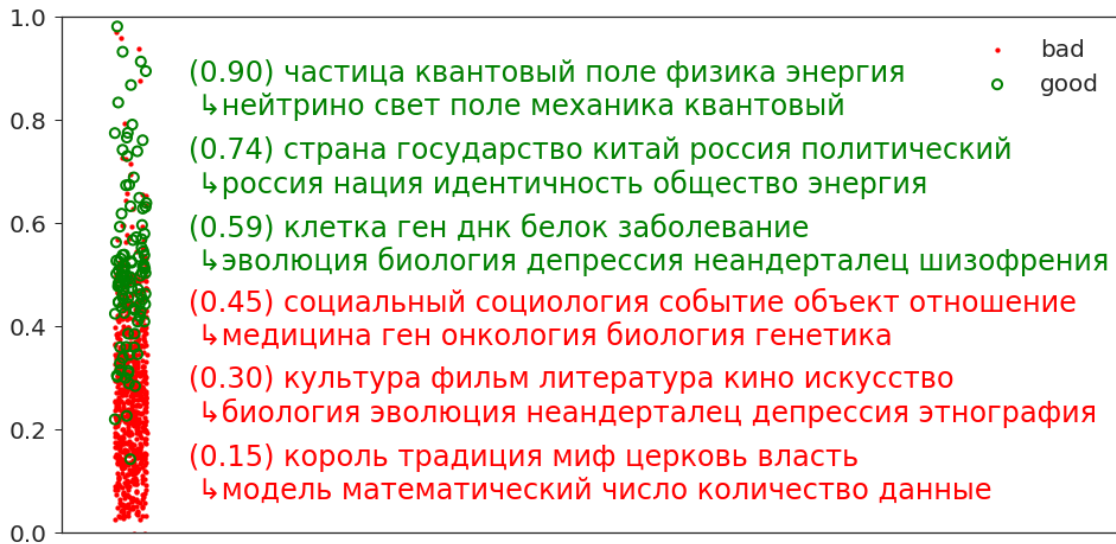 1.0
bad
good
(0.90) частица квантовый поле физика энергия
↳нейтрино свет поле механика квантовый
0.8
(0.74) страна государство китай россия политический
↳россия нация идентичность общество энергия
0.6
(0.59) клетка ген днк белок заболевание
↳эволюция биология депрессия неандерталец шизофрения
(0.45) социальный социология событие объект отношение
0.4
↳медицина ген онкология биология генетика
(0.30) культура фильм литература кино искусство
↳биология эволюция неандерталец депрессия этнография
0.2
(0.15) король традиция миф церковь власть
↳модель математический число количество данные
0.0